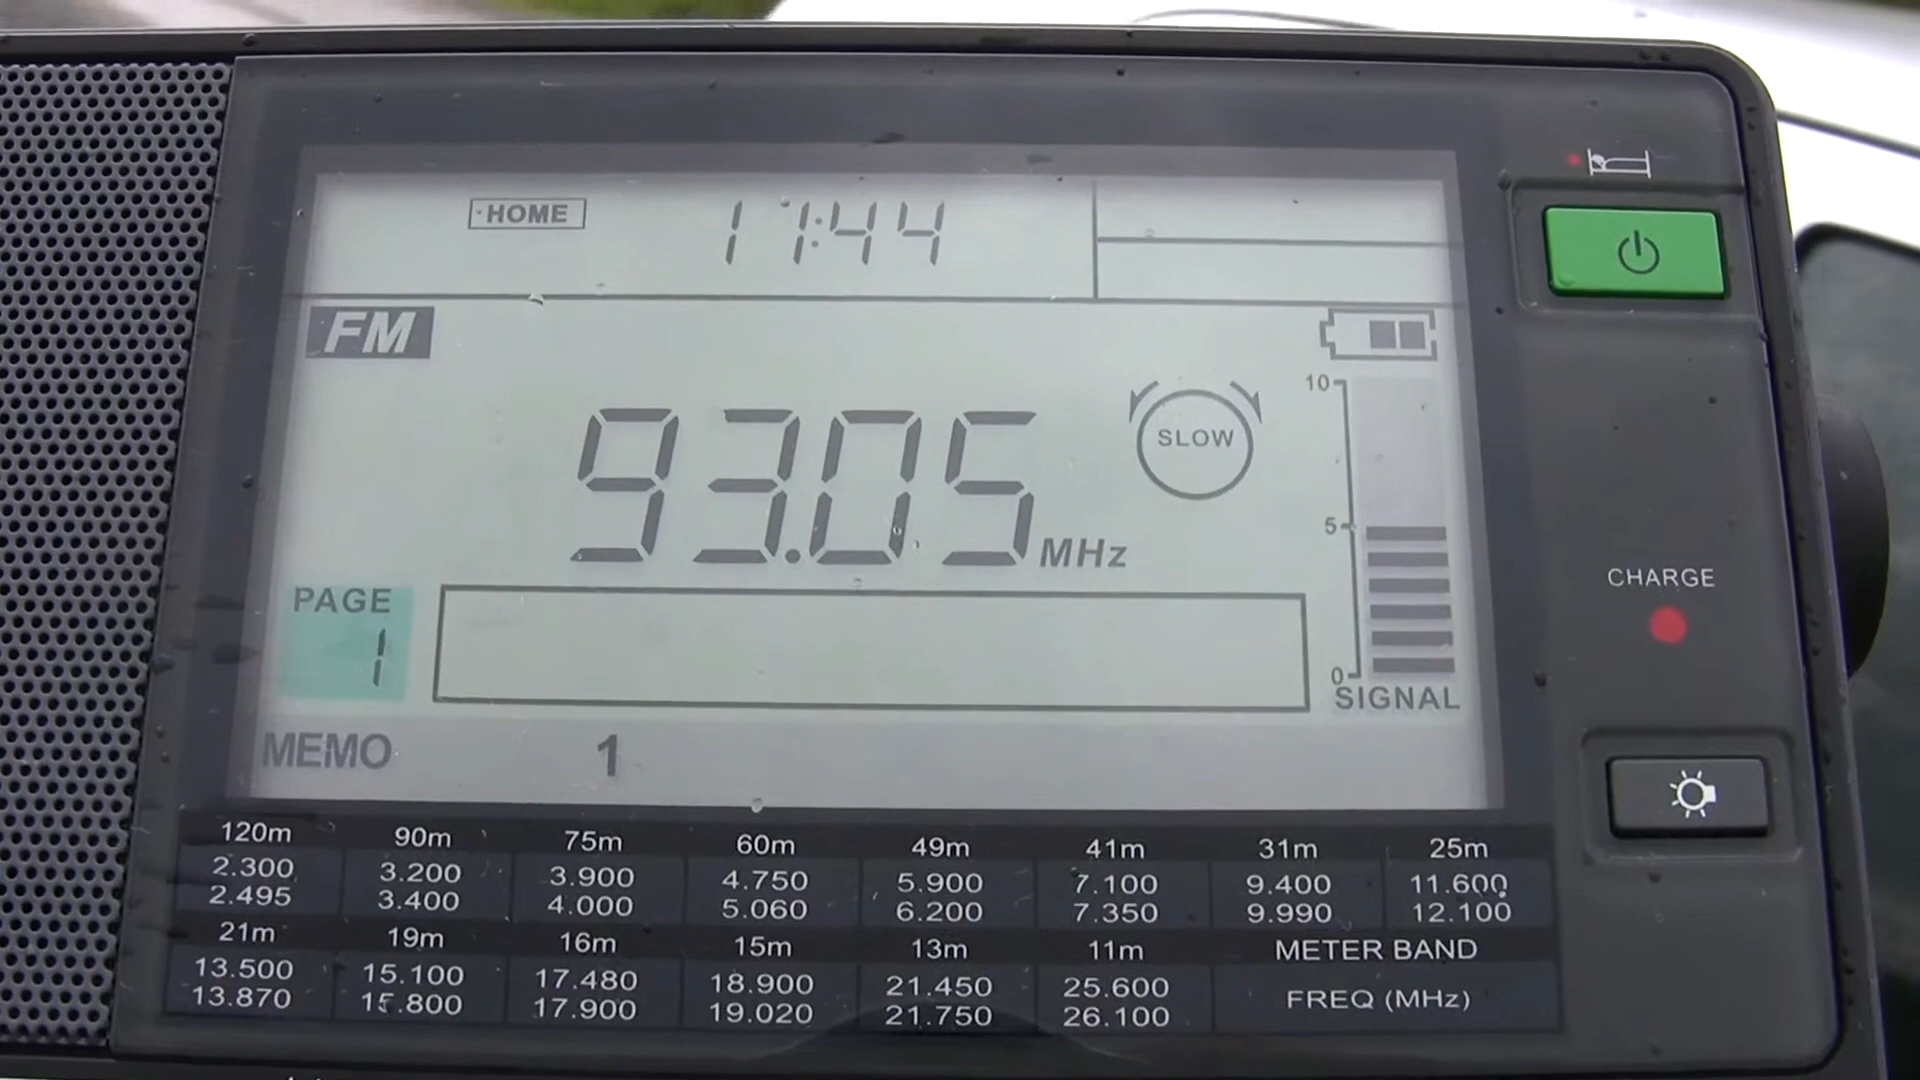 HOME 17:44
FM
10
93.05 MHz
SLOW
5
PAGE
1
0
SIGNAL
MEMO 1
CHARGE
120m 90m 75m 60m 49m 41m 31m 25m
2.300 3.200 3.900 4.750 5.900 7.100 9.400 11.600
2.495 3.400 4.000 5.060 6.200 7.350 9.990 12.100
21m 19m 16m 15m 13m 11m METER BAND
13.500 15.100 17.480 18.900 21.450 25.600 FREQ (MHz)
13.870 15.800 17.900 19.020 21.750 26.100